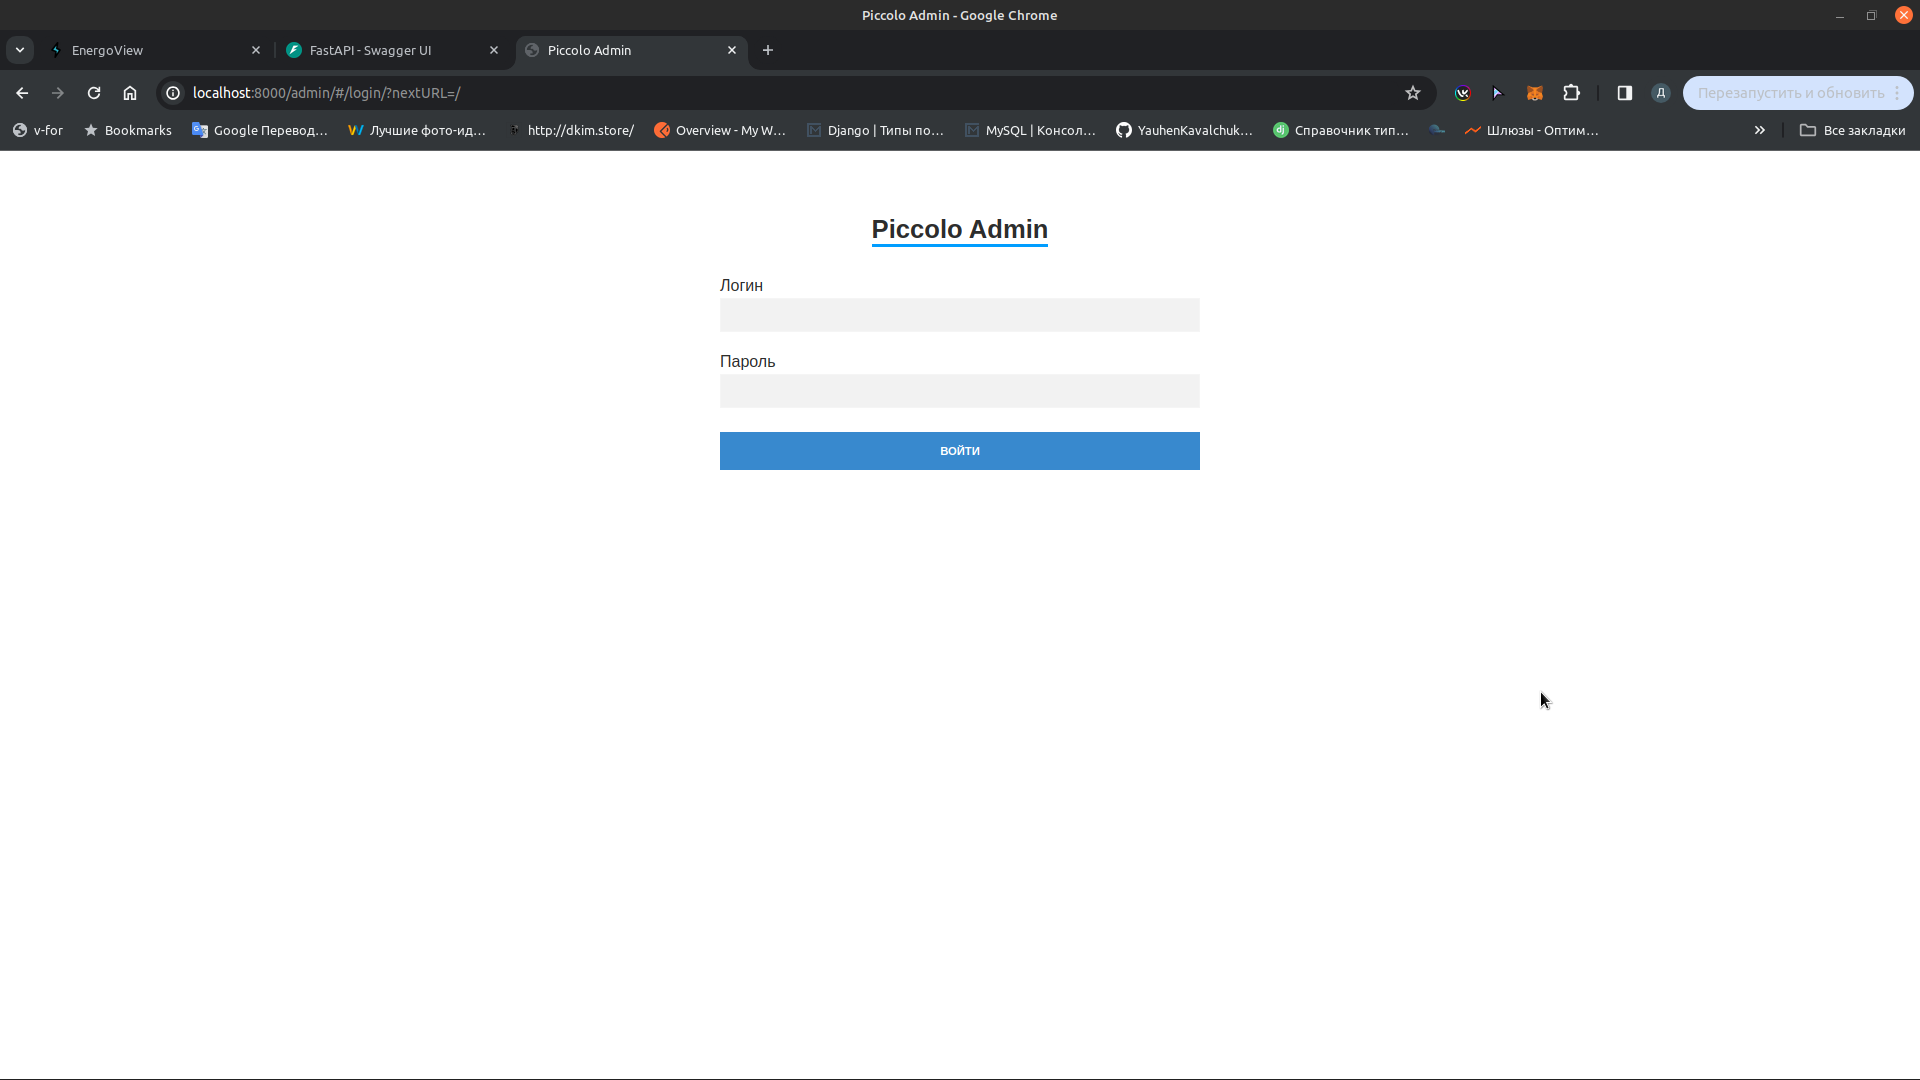 Piccolo Admin - Google Chrome
EnergoView
FastAPI - Swagger UI
Piccolo Admin
localhost:8000/admin/#/login/?nextURL=/
Д
Перезапустить и обновить
v-for
Bookmarks
Google Перевод...
Лучшие фото-ид...
http://dkim.store/
Overview - My W...
Django | Типы по...
MySQL | Консол...
YauhenKavalchuk...
Справочник тип...
Шлюзы - Оптим...
Все закладки
Piccolo Admin
Логин
Пароль
ВОЙТИ